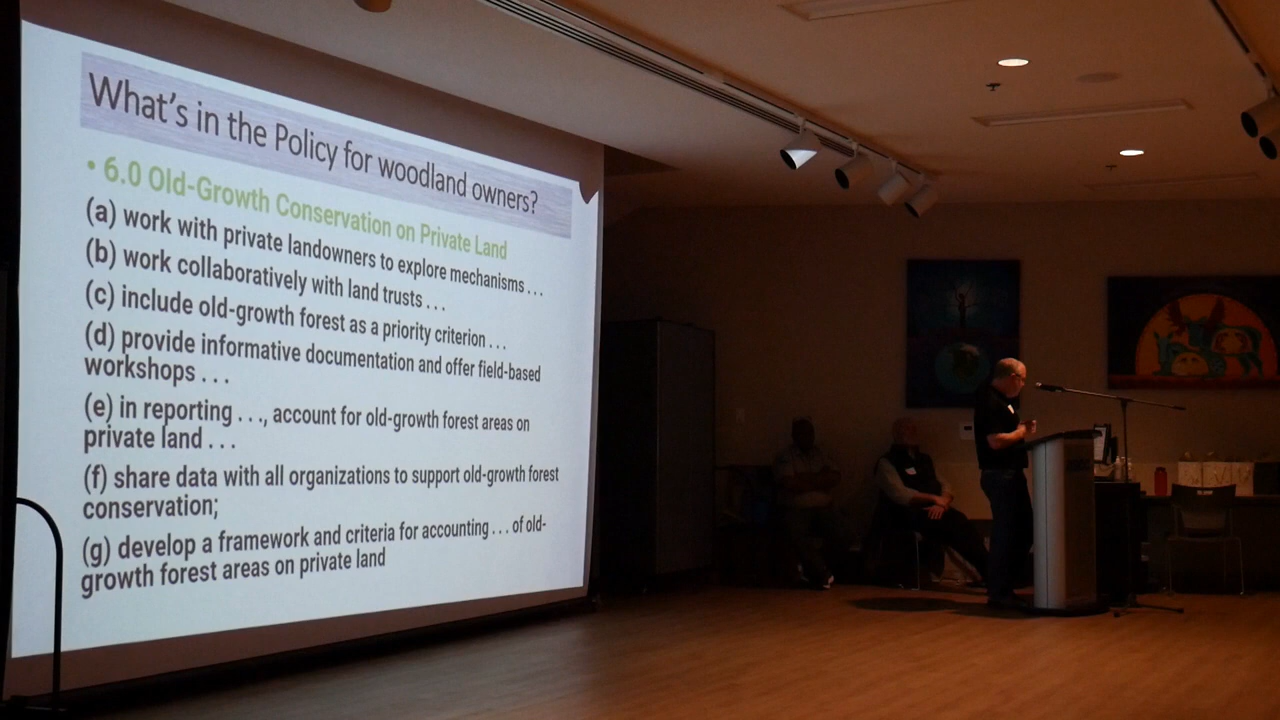 What's in the Policy for woodland owners?
• 6.0 Old-Growth Conservation on Private Land
(a) work with private landowners to explore mechanisms . . .
(b) work collaboratively with land trusts . . .
(c) include old-growth forest as a priority criterion . . .
(d) provide informative documentation and offer field-based
workshops . . .
(e) in reporting . . ., account for old-growth forest areas on
private land . . .
(f) share data with all organizations to support old-growth forest
conservation;
(g) develop a framework and criteria for accounting . . . of old-
growth forest areas on private land